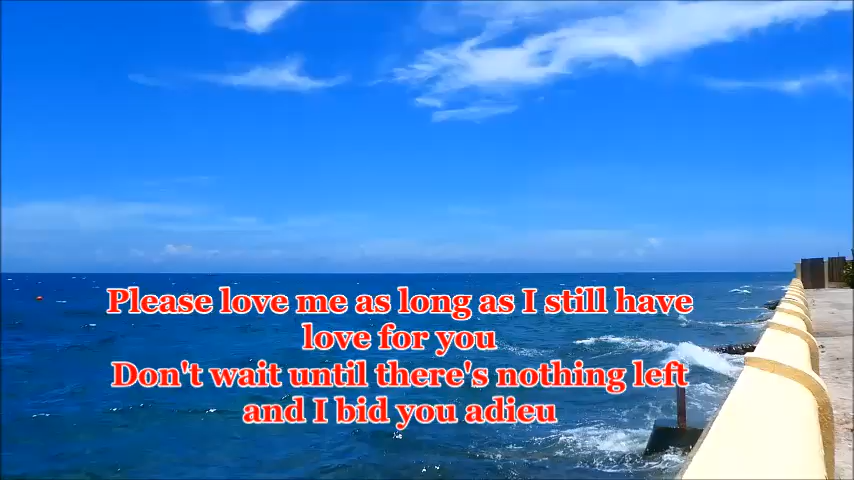 Please love me as long as I still have
love for you
Don't wait until there's nothing left
and I bid you adieu